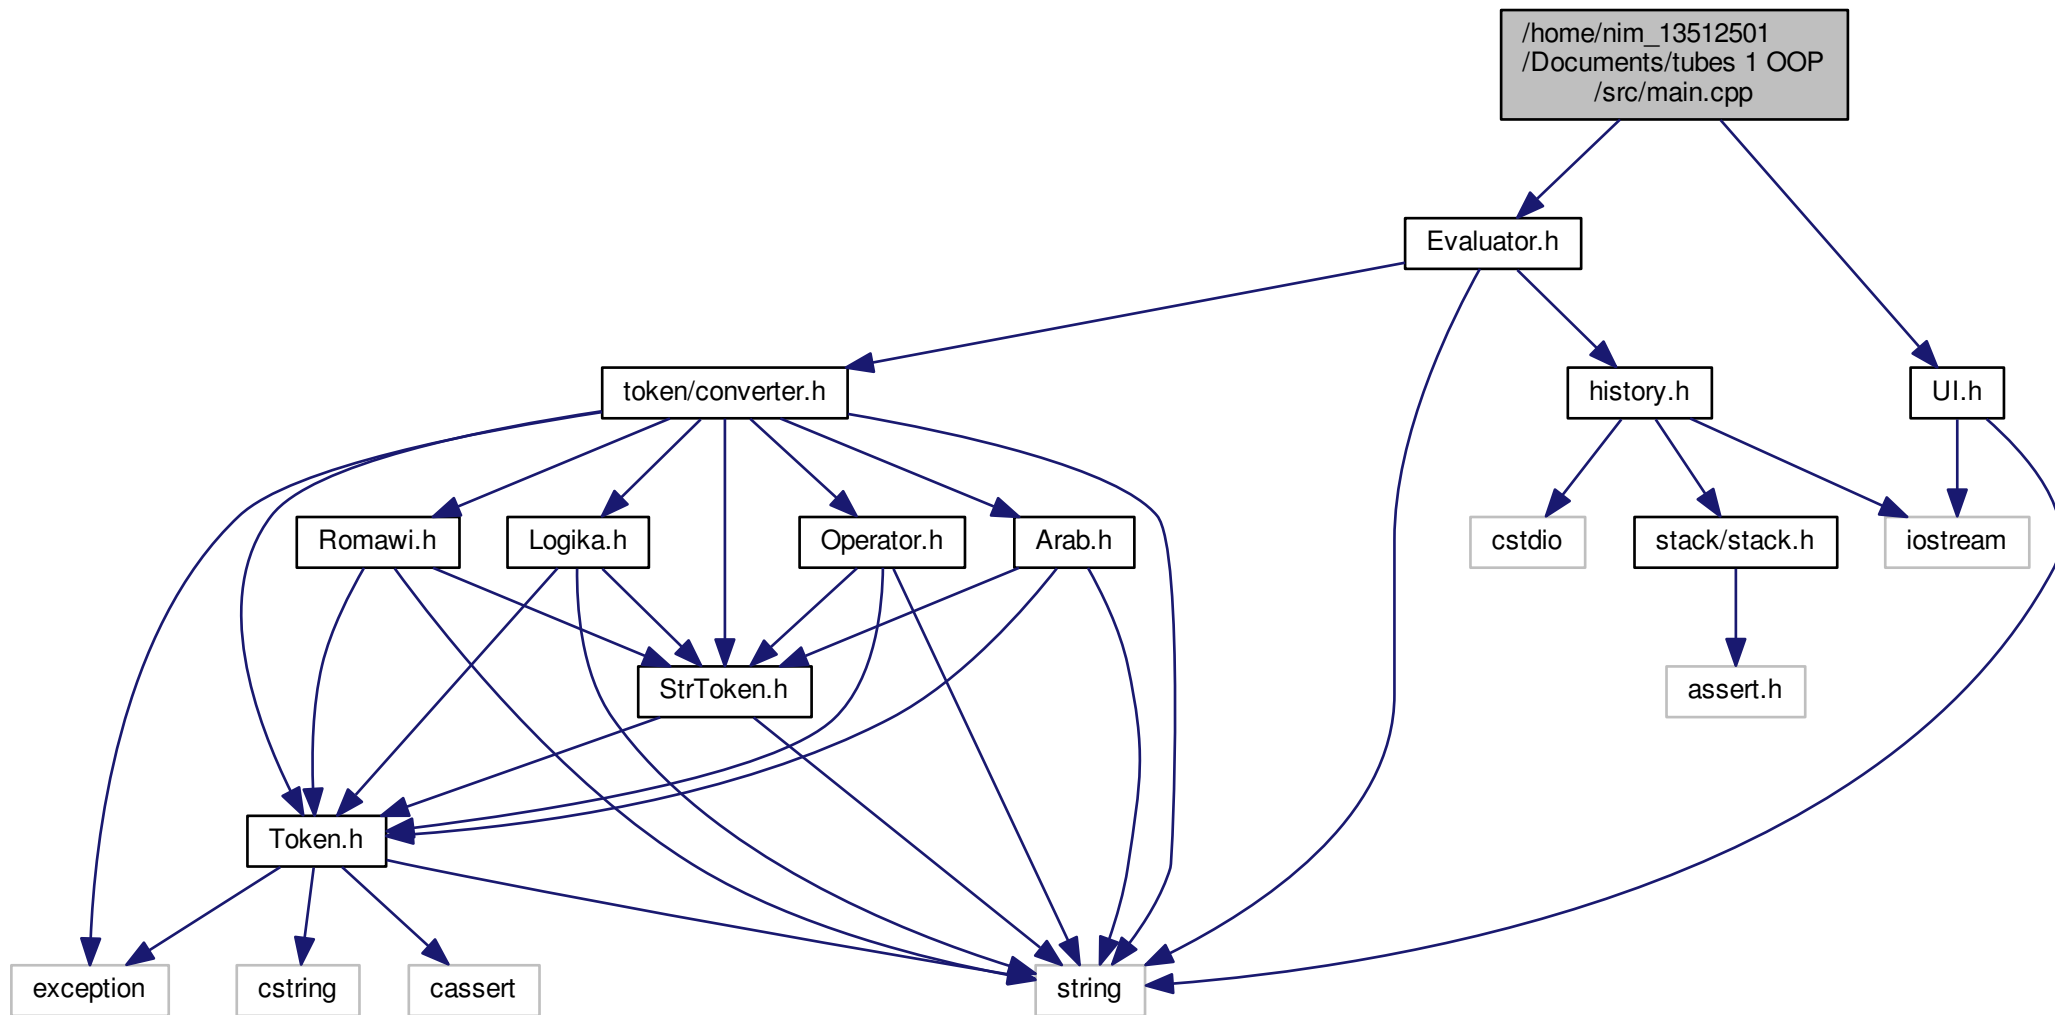 /home/nim_13512501
/Documents/tubes 1 OOP
/src/main.cpp
Evaluator.h
token/converter.h
history.h
UI.h
Romawi.h
Logika.h
Operator.h
Arab.h
cstdio
stack/stack.h
iostream
StrToken.h
assert.h
Token.h
exception
cstring
cassert
string